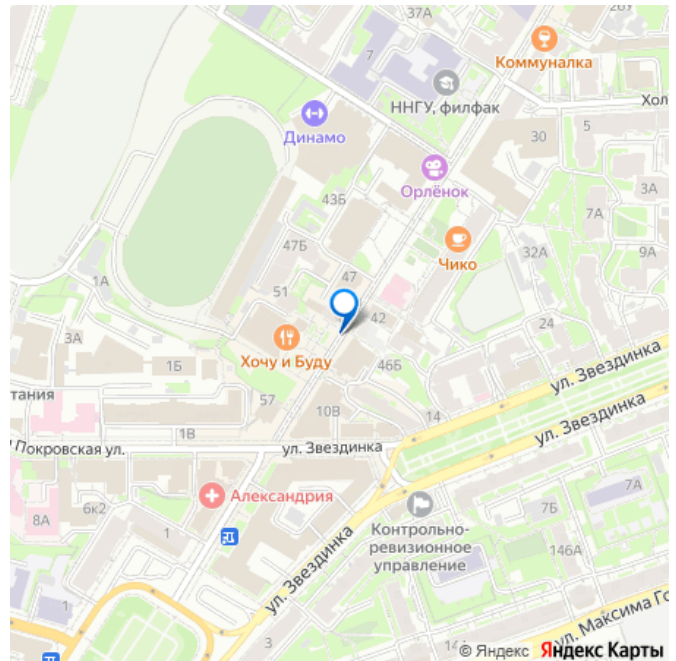 37А
Коммуналка
7
ННГУ, филфак
Хол
Динамо
30
5
Орлёнок
43Б
3А
7А
47Б
Чико
32А
9А
1А
51
47
42
24
3А
Хочу и Буду
1Б
46Б
ул. Звездинка
тания
57
10В
14
ул. Звездинка
1В
Покровская ул.
ул. Звездинка
Александрия
7А
6к2
8А
7Б
1
Контрольно-
ревизионное
управление
146А
ул. Звездинка
1
ул. Максима Го
3
14
© Яндекс Яндекс Карты